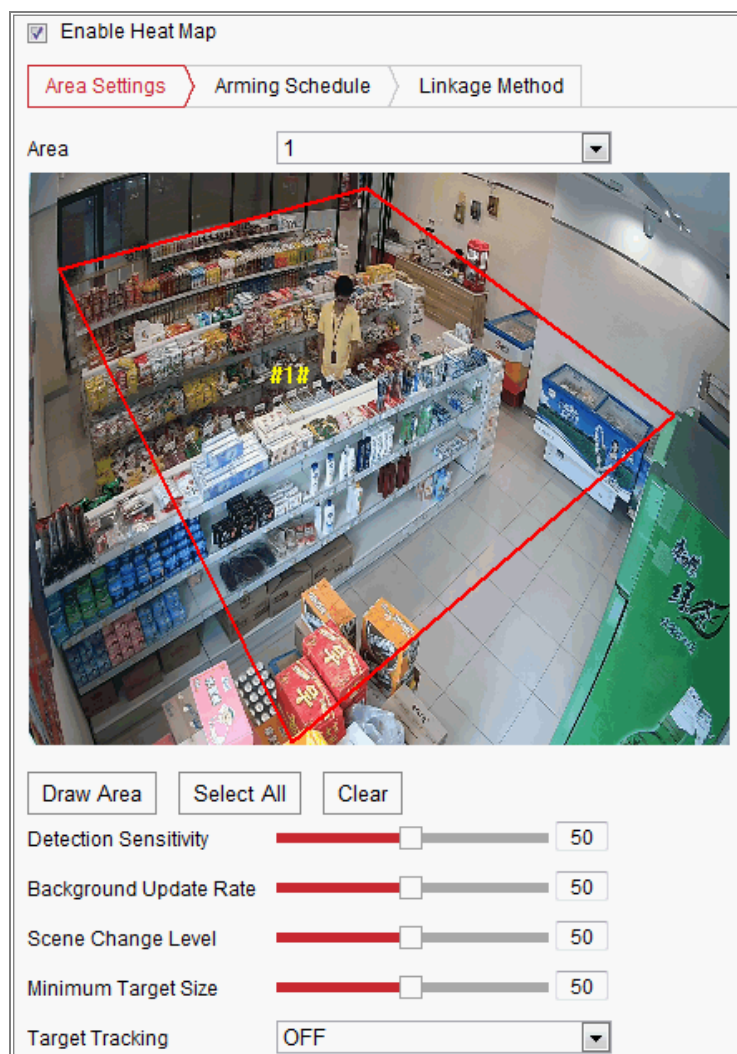 Enable Heat Map
Area Settings
Arming Schedule
Linkage Method
Area
1
#1#
Draw Area
Select All
Clear
Detection Sensitivity
50
Background Update Rate
50
Scene Change Level
50
Minimum Target Size
50
Target Tracking
OFF